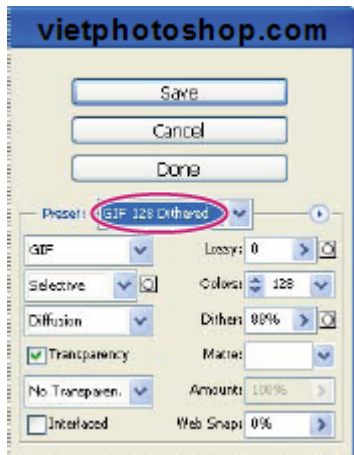 vietphotoshop.com
Save
Cancel
Done
Preset: GIF 128 Dithered
GIF Lossy: 0
Selective Colors: 128
Diffusion Dither: 88%
Transparency Matte:
No Transparen. Amount: 100%
Interlaced Web Snap: 0%